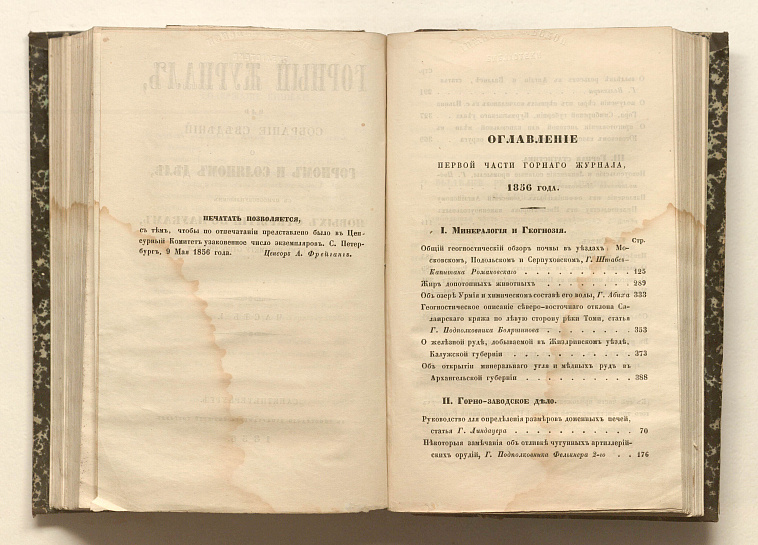 ПЕЧАТАТЬ ПОЗВОЛЯЕТСЯ,
съ тѣмъ, чтобы по отпечатаніи представлено было въ Цен-
сурный Комитетъ узаконенное число экземпляровъ. С. Петер-
бургъ, 9 Мая 1856 года. Ценсоръ А. Фрейгангъ.
ОГЛАВЛЕНІЕ
ПЕРВОЙ ЧАСТИ ГОРНАГО ЖУРНАЛА,
1856 ГОДА.
I. Минералогія и Геогнозія.
Стр.
Общій геогностическій обзоръ почвы въ уѣздахъ: Мо-
сковскомъ, Подольскомъ и Серпуховскомъ, Г. Штабсъ-
Капитана Романовскаго . . . . . . . . . . 125
Жиръ допотопныхъ животныхъ . . . . . . . . 289
Объ озерѣ Урмія и химическомъ составѣ его воды, Г. Абиха 333
Геогностическое описаніе сѣверо-восточнаго отклона Са-
лаирскаго кряжа по лѣвую сторону рѣки Томи, статья
Г. Подполковника Бояршинова . . . . . . . . 353
О желѣзной рудѣ, добываемой въ Жиздринскомъ уѣздѣ,
Калужской губерніи . . . . . . . . . . . 373
Объ открытіи минеральнаго угля и мѣдныхъ рудъ въ
Архангельской губерніи . . . . . . . . . . 388
II. Горно-заводское дѣло.
Руководство для опредѣленія размѣровъ доменныхъ печей,
статья Г. Линдауера . . . . . . . . . . . 70
Нѣкоторыя замѣчанія объ отливкѣ чугунныхъ артиллерій-
скихъ орудій, Г. Подполковника Фелькнера 2-го . . 176